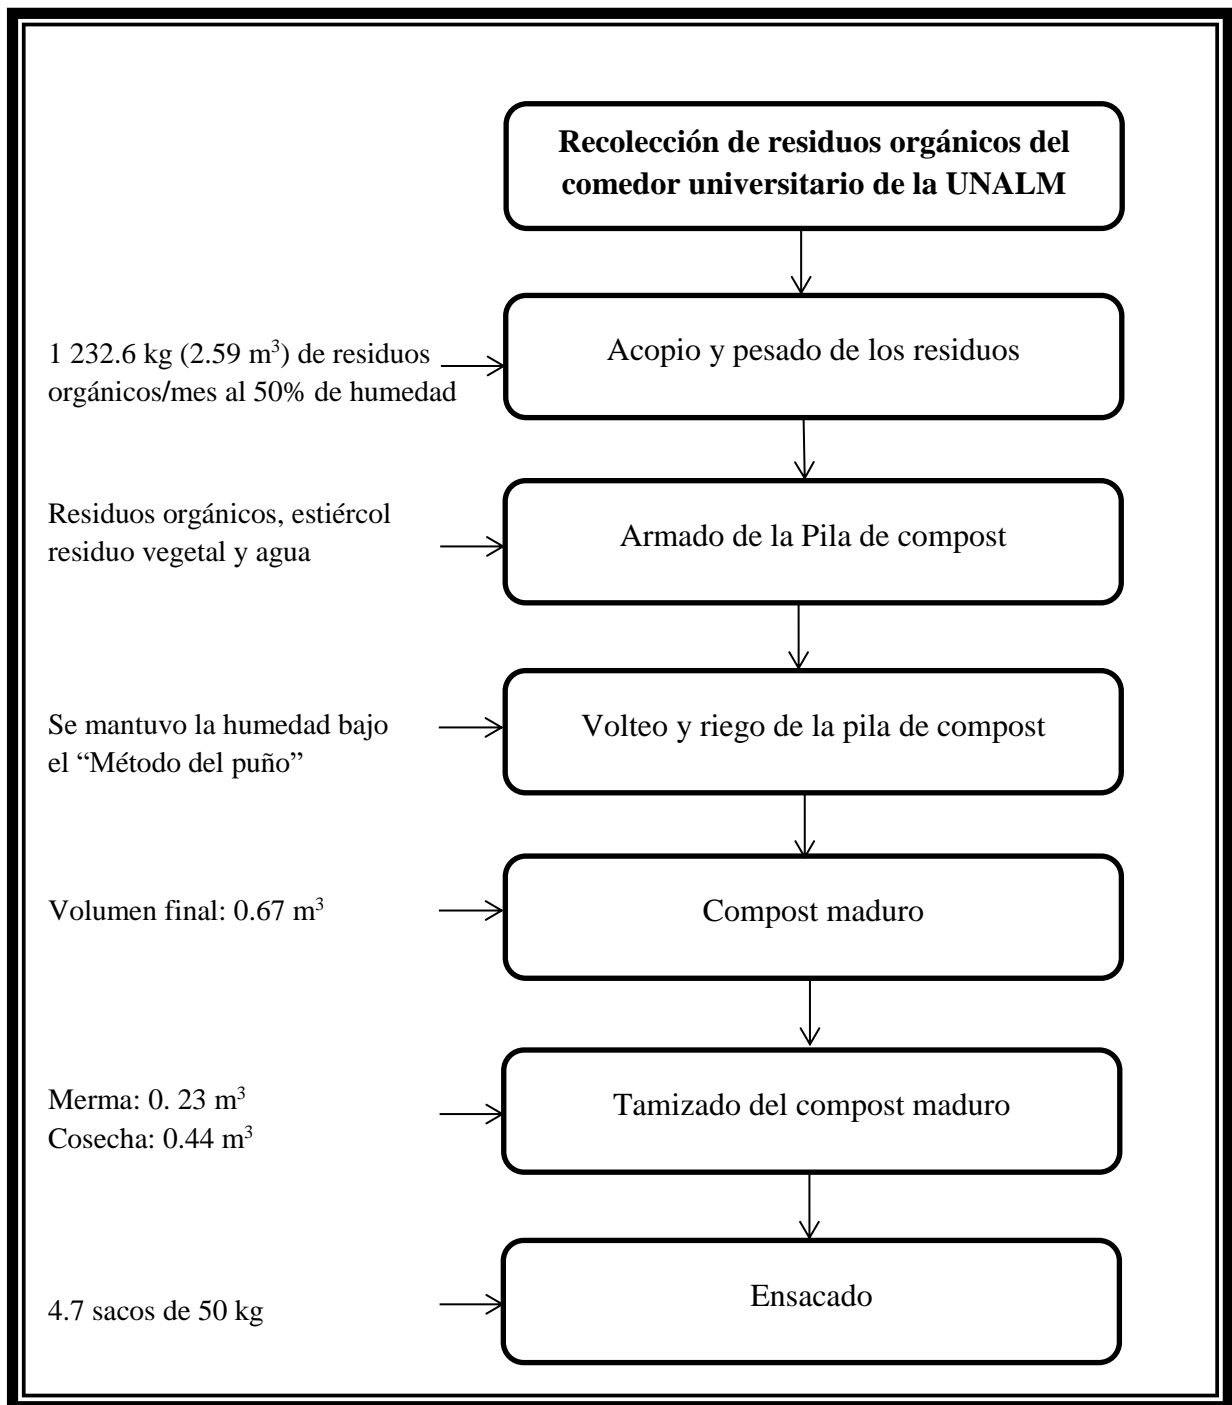 Recolección de residuos orgánicos del
comedor universitario de la UNALM
1 232.6 kg (2.59 m³) de residuos
orgánicos/mes al 50% de humedad
Acopio y pesado de los residuos
Residuos orgánicos, estiércol
residuo vegetal y agua
Armado de la Pila de compost
Se mantuvo la humedad bajo
el “Método del puño”
Volteo y riego de la pila de compost
Volumen final: 0.67 m³
Compost maduro
Merma: 0. 23 m³
Cosecha: 0.44 m³
Tamizado del compost maduro
4.7 sacos de 50 kg
Ensacado